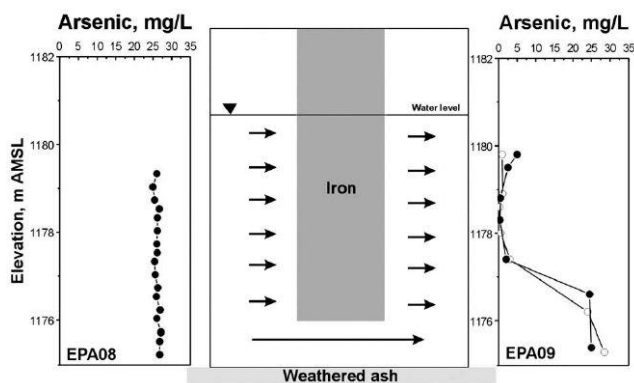 Arsenic, mg/L
0 5 10 15 20 25 30 35
Elevation, m AMSL
1182
1180
1178
1176
EPA08
Water level
Iron
Weathered ash
Arsenic, mg/L
0 5 10 15 20 25 30 35
1182
1180
1178
1176
EPA09